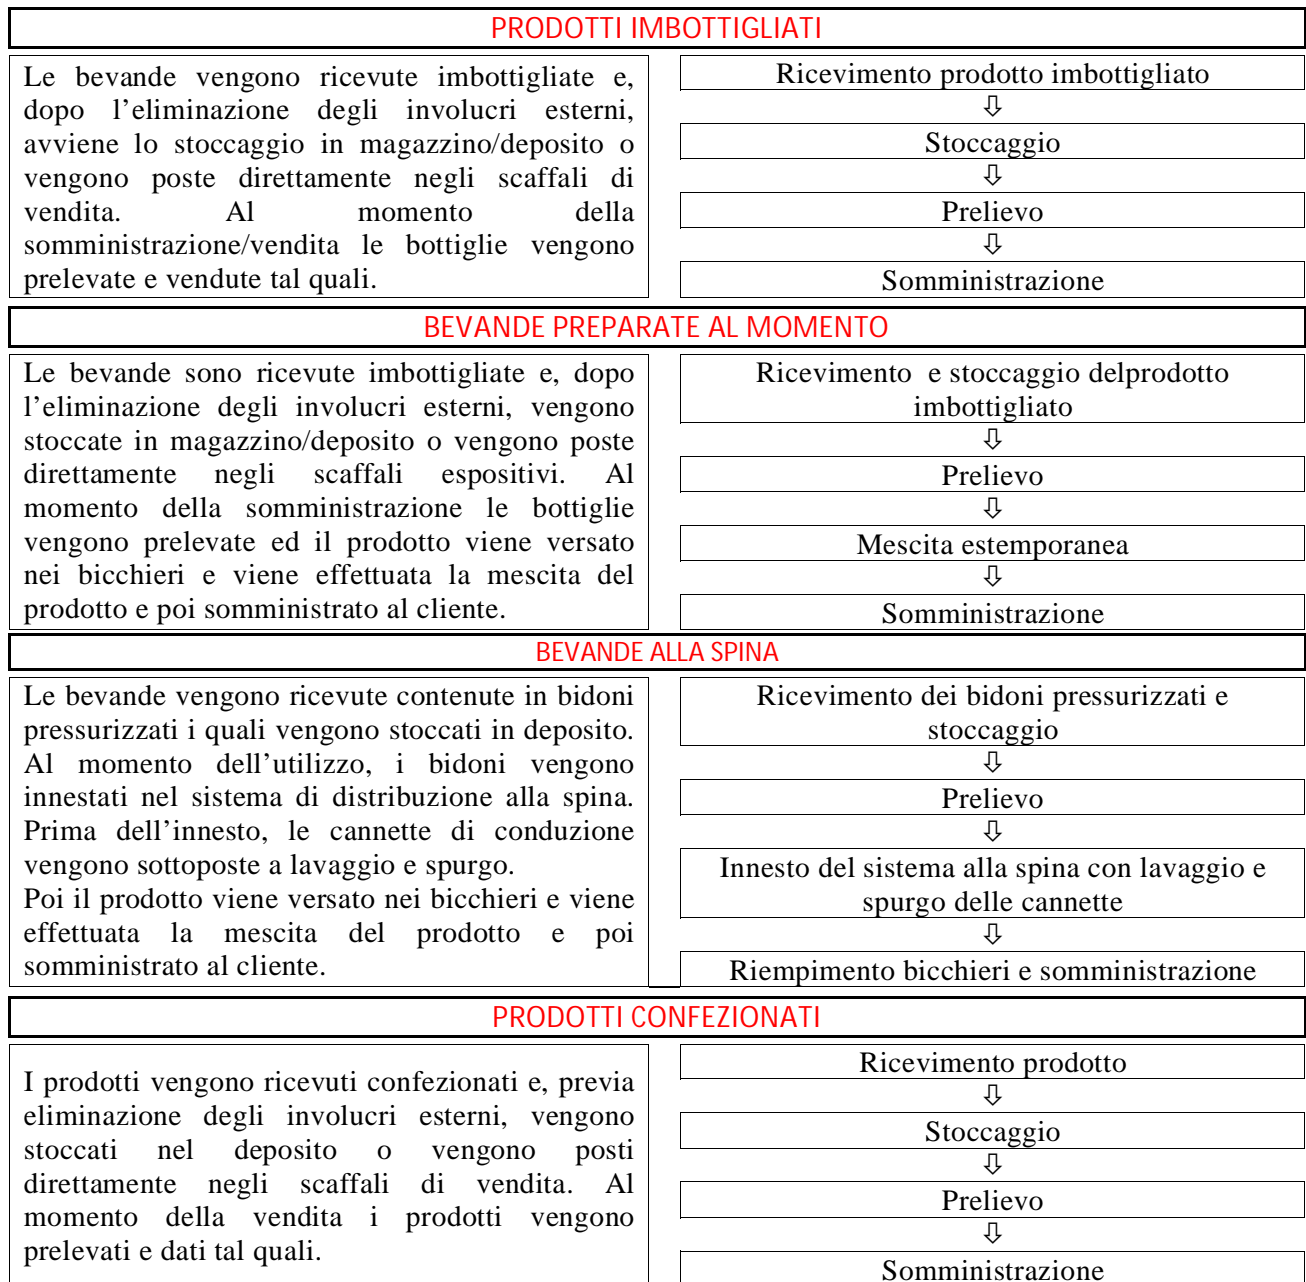 PRODOTTI IMBOTTIGLIATI
Le bevande vengono ricevute imbottigliate e,
dopo l’eliminazione degli involucri esterni,
avviene lo stoccaggio in magazzino/deposito o
vengono poste direttamente negli scaffali di
vendita. Al momento della
somministrazione/vendita le bottiglie vengono
prelevate e vendute tal quali.
Ricevimento prodotto imbottigliato
⇩
Stoccaggio
⇩
Prelievo
⇩
Somministrazione
BEVANDE PREPARATE AL MOMENTO
Le bevande sono ricevute imbottigliate e, dopo
l’eliminazione degli involucri esterni, vengono
stoccate in magazzino/deposito o vengono poste
direttamente negli scaffali espositivi. Al
momento della somministrazione le bottiglie
vengono prelevate ed il prodotto viene versato
nei bicchieri e viene effettuata la mescita del
prodotto e poi somministrato al cliente.
Ricevimento e stoccaggio delprodotto
imbottigliato
⇩
Prelievo
⇩
Mescita estemporanea
⇩
Somministrazione
BEVANDE ALLA SPINA
Le bevande vengono ricevute contenute in bidoni
pressurizzati i quali vengono stoccati in deposito.
Al momento dell’utilizzo, i bidoni vengono
innestati nel sistema di distribuzione alla spina.
Prima dell’innesto, le cannette di conduzione
vengono sottoposte a lavaggio e spurgo.
Poi il prodotto viene versato nei bicchieri e viene
effettuata la mescita del prodotto e poi
somministrato al cliente.
Ricevimento dei bidoni pressurizzati e
stoccaggio
⇩
Prelievo
⇩
Innesto del sistema alla spina con lavaggio e
spurgo delle cannette
⇩
Riempimento bicchieri e somministrazione
PRODOTTI CONFEZIONATI
I prodotti vengono ricevuti confezionati e, previa
eliminazione degli involucri esterni, vengono
stoccati nel deposito o vengono posti
direttamente negli scaffali di vendita. Al
momento della vendita i prodotti vengono
prelevati e dati tal quali.
Ricevimento prodotto
⇩
Stoccaggio
⇩
Prelievo
⇩
Somministrazione